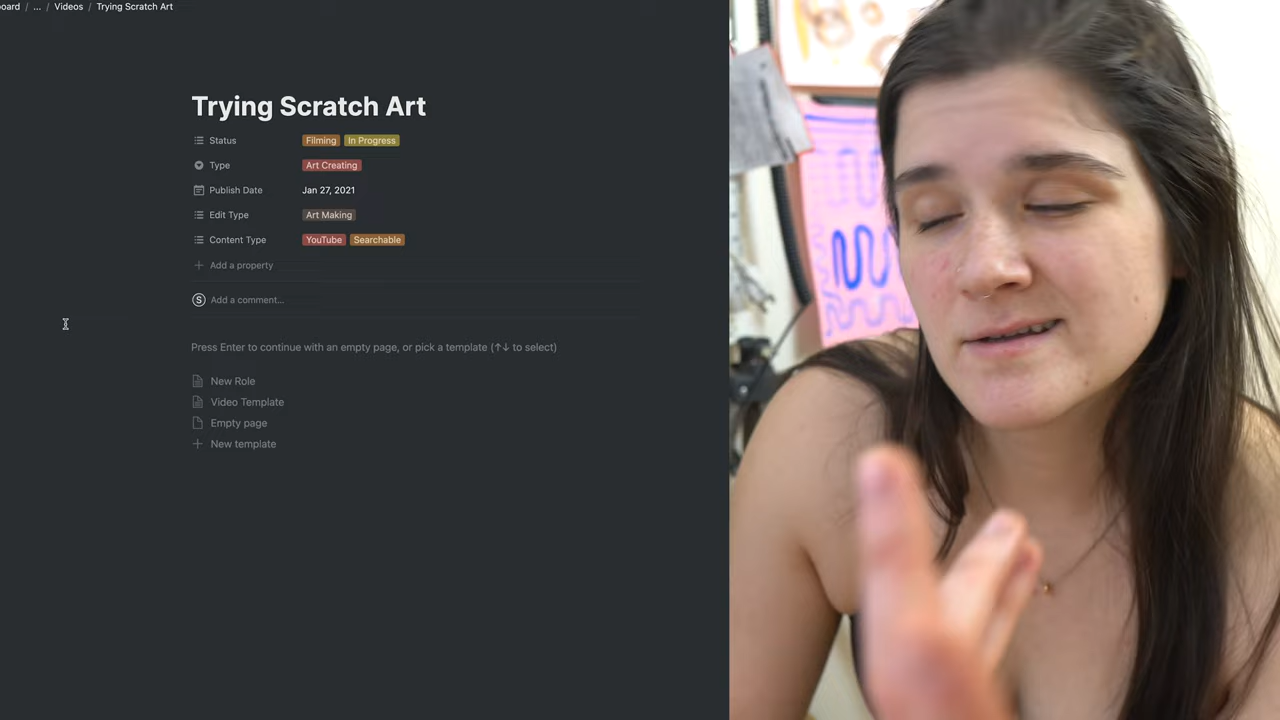 oard / ... / Videos / Trying Scratch Art
Trying Scratch Art
Status Filming In Progress
Type Art Creating
Publish Date Jan 27, 2021
Edit Type Art Making
Content Type YouTube Searchable
Add a property
S Add a comment...
Press Enter to continue with an empty page, or pick a template (↑↓ to select)
New Role
Video Template
Empty page
New template